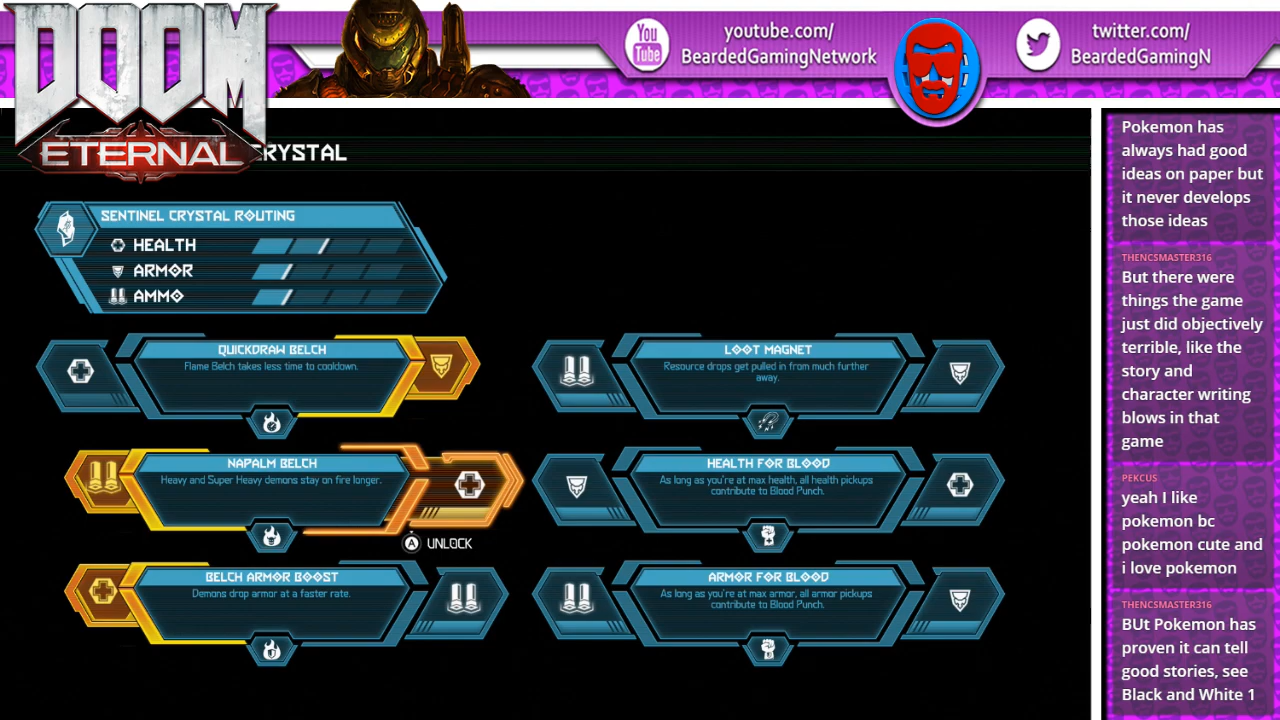 DOOM
ETERNAL
CRYSTAL
You
Tube
youtube.com/
BeardedGamingNetwork
twitter.com/
BeardedGamingN
SENTINEL CRYSTAL ROUTING
HEALTH
ARMOR
AMMO
QUICKDRAW BELCH
Flame Belch takes less time to cooldown.
LOOT MAGNET
Resource drops get pulled in from much further
away.
NAPALM BELCH
Heavy and Super Heavy demons stay on fire longer.
A UNLOCK
HEALTH FOR BLOOD
As long as you're at max health, all health pickups
contribute to Blood Punch.
BELCH ARMOR BOOST
Demons drop armor at a faster rate.
ARMOR FOR BLOOD
As long as you're at max armor, all armor pickups
contribute to Blood Punch.
Pokemon has
always had good
ideas on paper but
it never develops
those ideas
THENCSMASTER316
But there were
things the game
just did objectively
terrible, like the
story and
character writing
blows in that
game
PEKCUS
yeah I like
pokemon bc
pokemon cute and
i love pokemon
THENCSMASTER316
BUt Pokemon has
proven it can tell
good stories, see
Black and White 1